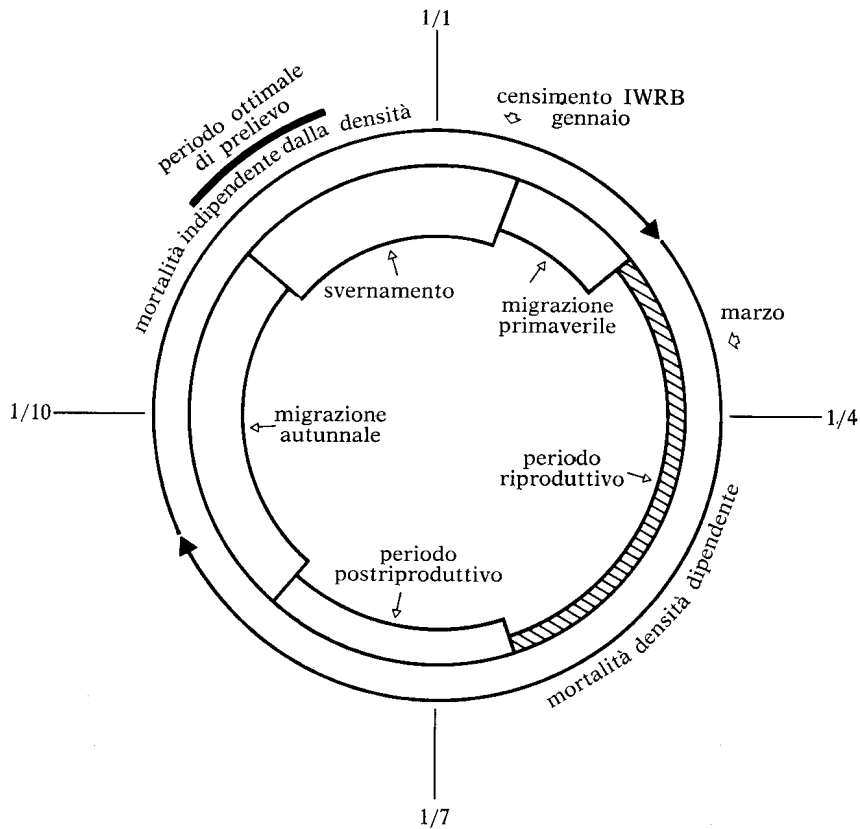 1/1
censimento IWRB
gennaio
periodo ottimale
di prelievo
mortalità indipendente dalla densità
svernamento
migrazione
primaverile
marzo
1/10
1/4
migrazione
autunnale
periodo
riproduttivo
periodo
postriproduttivo
mortalità densità dipendente
1/7